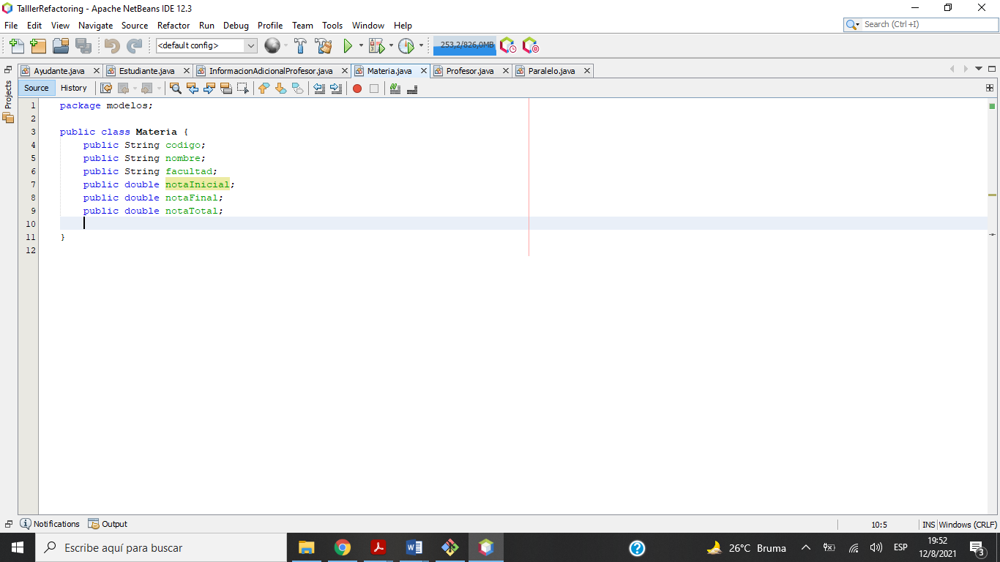 TalllerRefactoring - Apache NetBeans IDE 12.3
File Edit View Navigate Source Refactor Run Debug Profile Team Tools Window Help
Search (Ctrl+I)
<default config>
253,2/826,0MB
Projects
Ayudante.java Estudiante.java InformacionAdicionalProfesor.java Materia.java Profesor.java Paralelo.java
Source History
1 package modelos;
2
3 public class Materia {
4 public String codigo;
5 public String nombre;
6 public String facultad;
7 public double notaInicial;
8 public double notaFinal;
9 public double notaTotal;
10
11 }
12
Notifications Output
10:5 INS Windows (CRLF)
Escribe aquí para buscar
26°C Bruma
ESP
19:52
12/8/2021
3